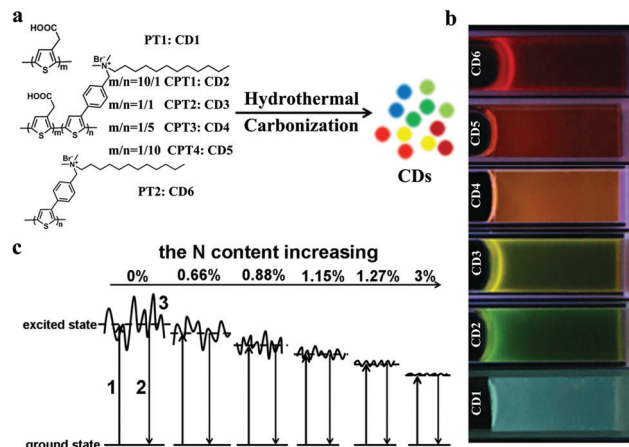 a
HOOC
S
m
PT1: CD1
Br⁻
N⁺
HOOC
S
m
S
n
m/n=10/1 CPT1: CD2
m/n=1/1 CPT2: CD3
m/n=1/5 CPT3: CD4
m/n=1/10 CPT4: CD5
Br⁻
N⁺
S
n
PT2: CD6
Hydrothermal
Carbonization
CDs
b
CD6
CD5
CD4
CD3
CD2
CD1
c
the N content increasing
0% 0.66% 0.88% 1.15% 1.27% 3%
excited state
3
1 2
ground state